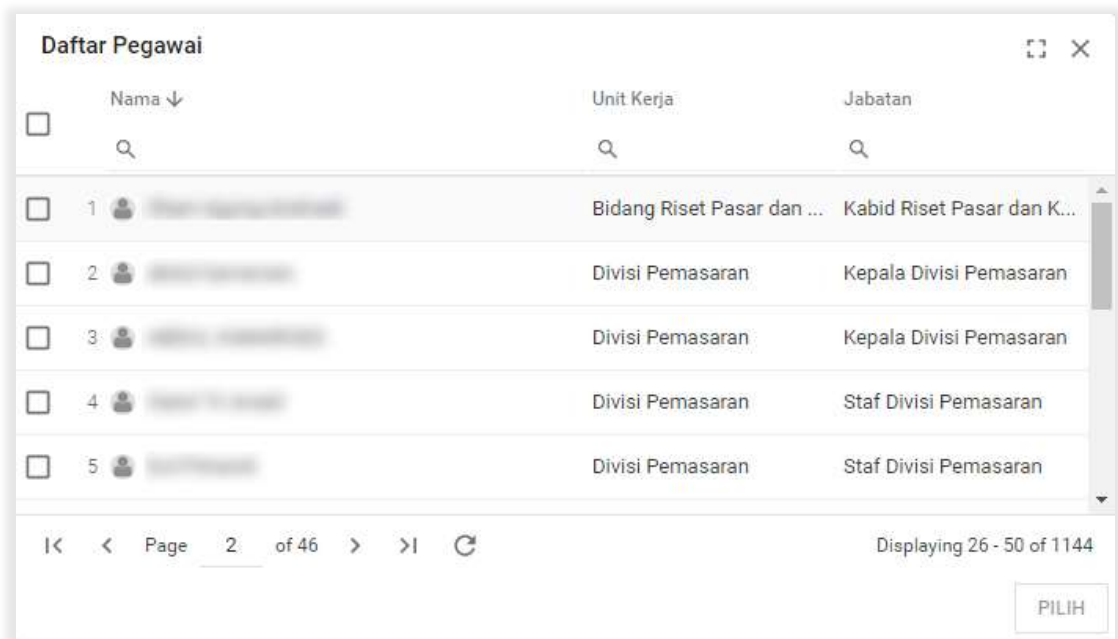 Daftar Pegawai
Nama Unit Kerja Jabatan
1 Bidang Riset Pasar dan ... Kabid Riset Pasar dan K...
2 Divisi Pemasaran Kepala Divisi Pemasaran
3 Divisi Pemasaran Kepala Divisi Pemasaran
4 Divisi Pemasaran Staf Divisi Pemasaran
5 Divisi Pemasaran Staf Divisi Pemasaran
Page 2 of 46 Displaying 26 - 50 of 1144
PILIH